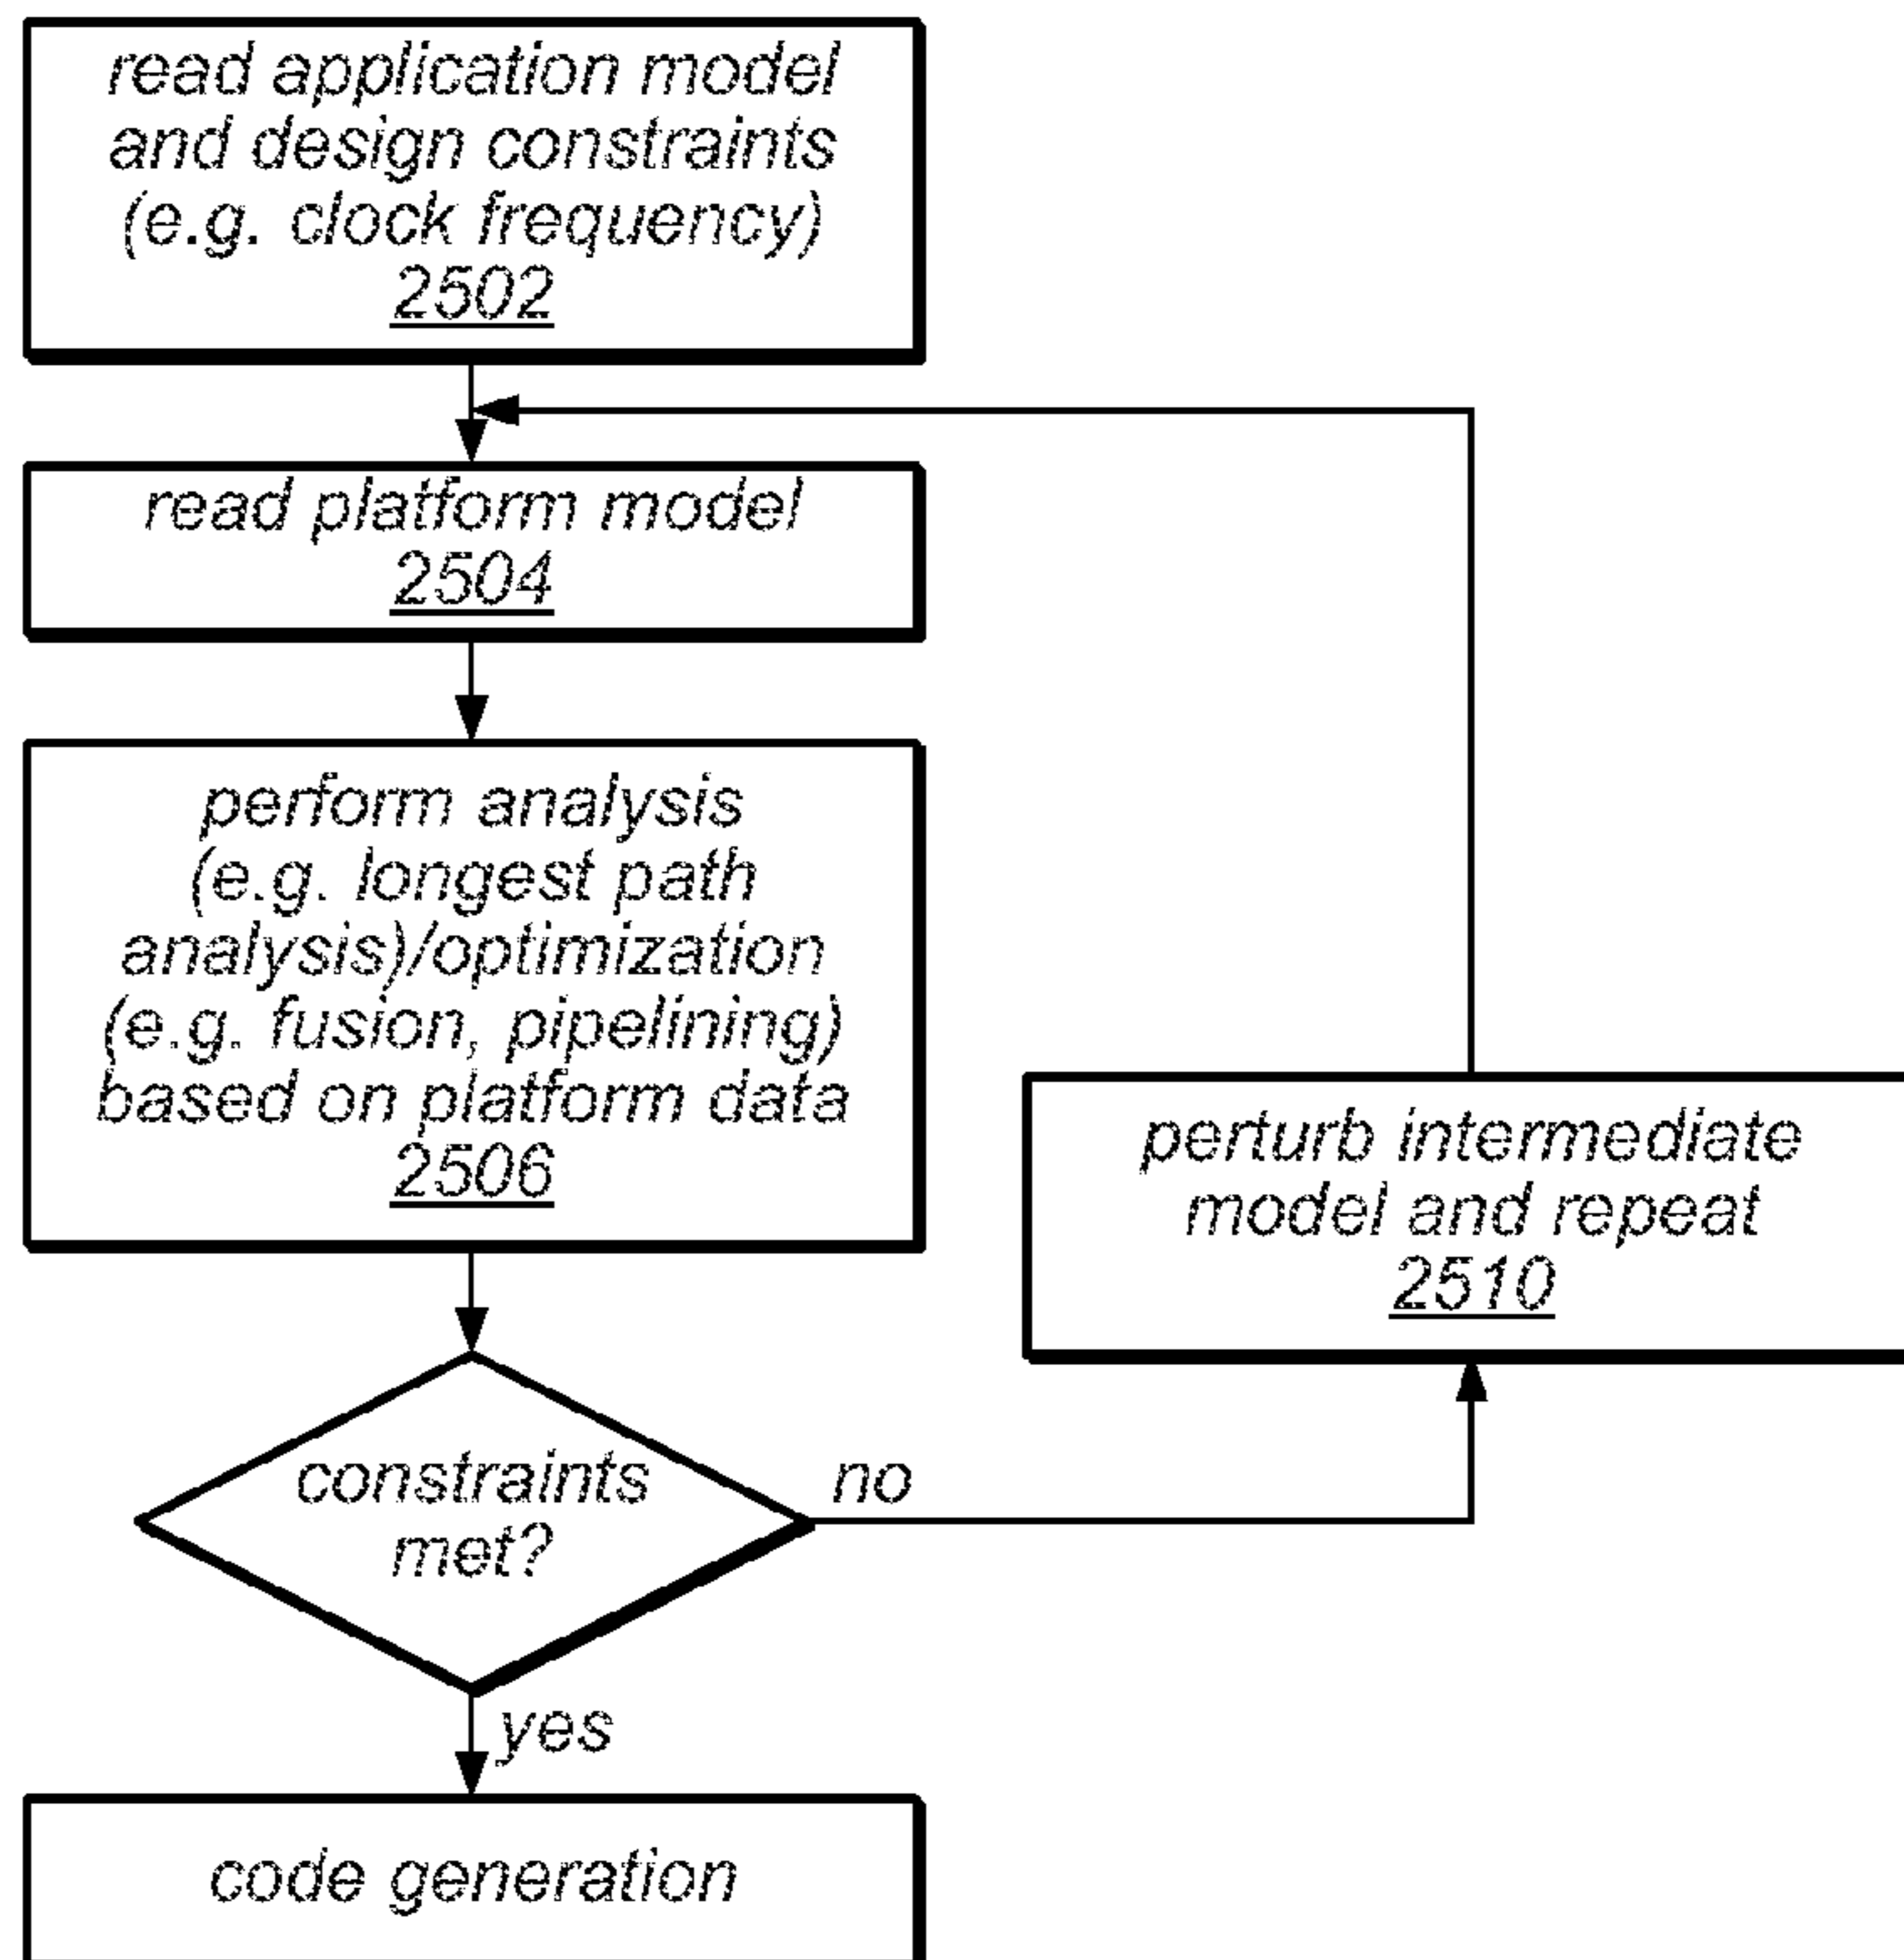 read application model
and design constraints
(e.g. clock frequency)
2502
read platform model
2504
perform analysis
(e.g. longest path
analysis)/optimization
(e.g. fusion, pipelining)
based on platform data
2506
perturb intermediate
model and repeat
2510
constraints
met?
no
yes
code generation